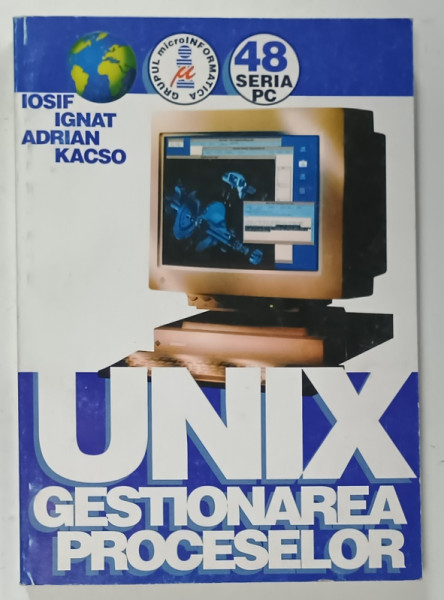 IOSIF
IGNAT
ADRIAN
KACSO
GRUPUL microINFORMATICA
µ
48
SERIA
PC
UNIX
GESTIONAREA
PROCESELOR